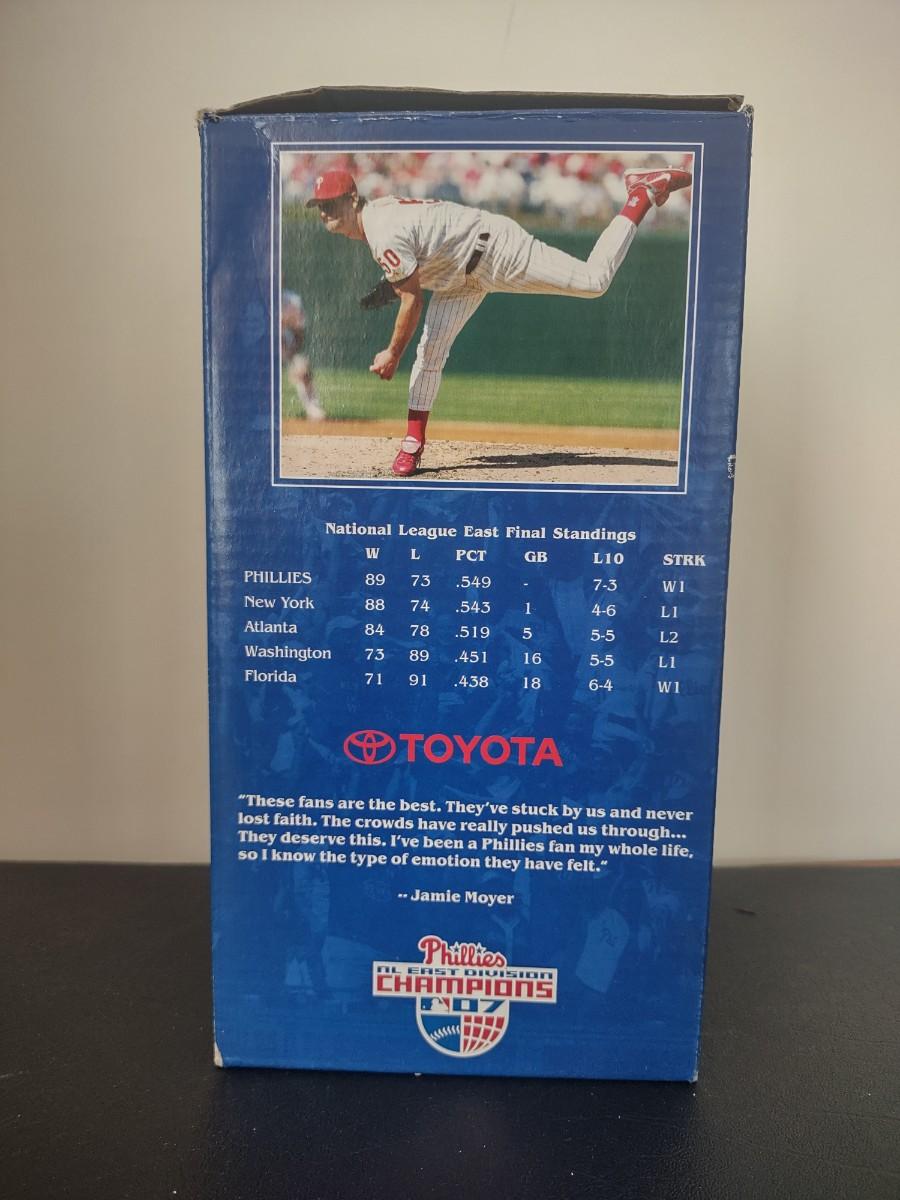 P
50
National League East Final Standings
W L PCT GB L10 STRK
PHILLIES 89 73 .549 - 7-3 W1
New York 88 74 .543 1 4-6 L1
Atlanta 84 78 .519 5 5-5 L2
Washington 73 89 .451 16 5-5 L1
Florida 71 91 .438 18 6-4 W1
TOYOTA
"These fans are the best. They've stuck by us and never
lost faith. The crowds have really pushed us through...
They deserve this. I've been a Phillies fan my whole life,
so I know the type of emotion they have felt."
-- Jamie Moyer
Phillies
NL EAST DIVISION
CHAMPIONS
07